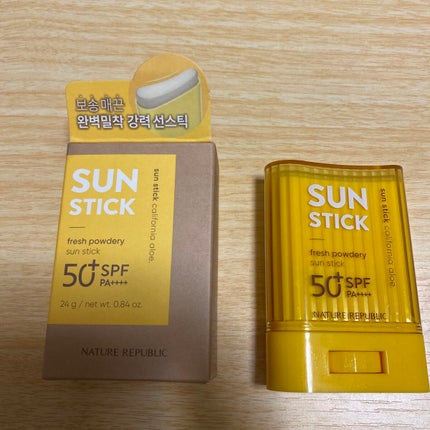 보송매끈
완벽밀착 강력 선스틱
SUN
STICK
sun stick california aloe.
fresh powdery
sun stick
50+ SPF
PA++++
24 g / net wt. 0.84 oz.
NATURE REPUBLIC
SUN
STICK
sun stick california aloe.
fresh powdery
sun stick
50+ SPF
PA++++
NATURE REPUBLIC